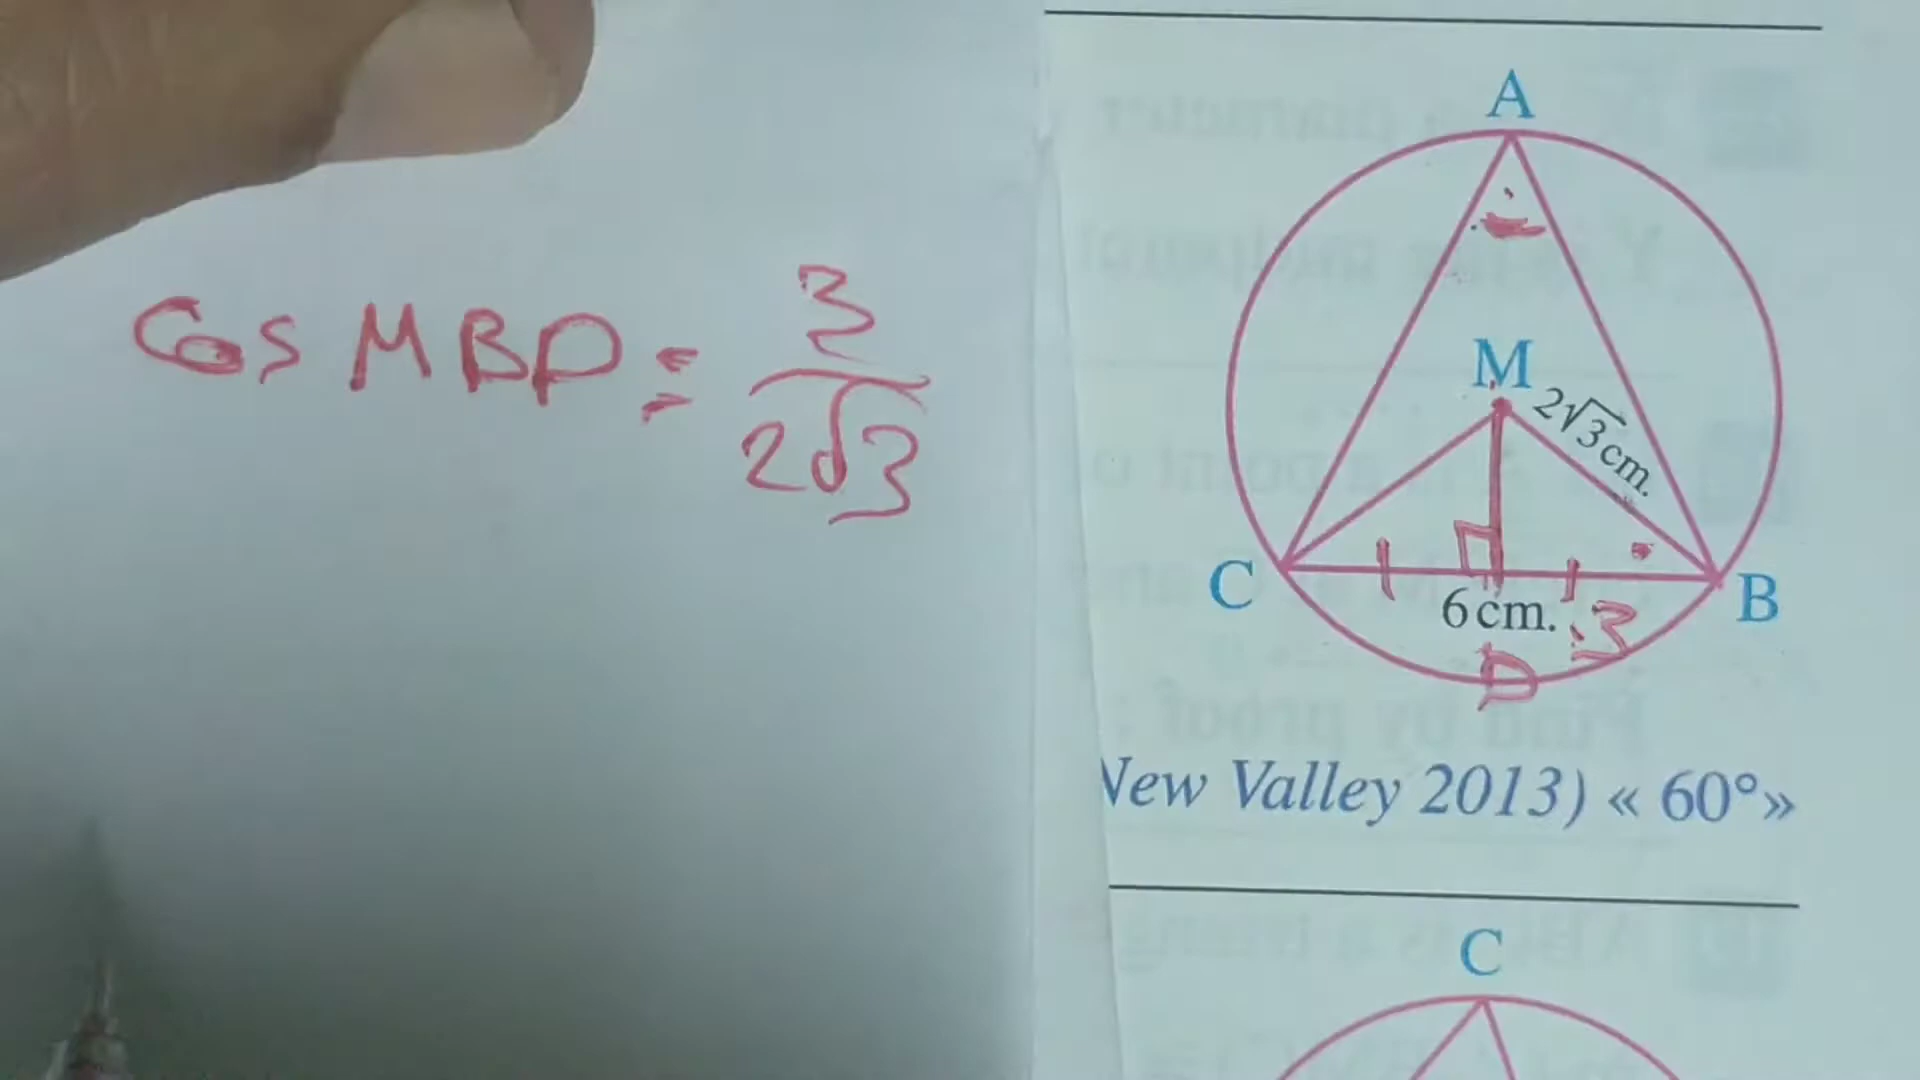 Cos MBD = 3
2√3
A
M
2√3 cm.
C
B
6 cm.
3
D
New Valley 2013) « 60° »
C